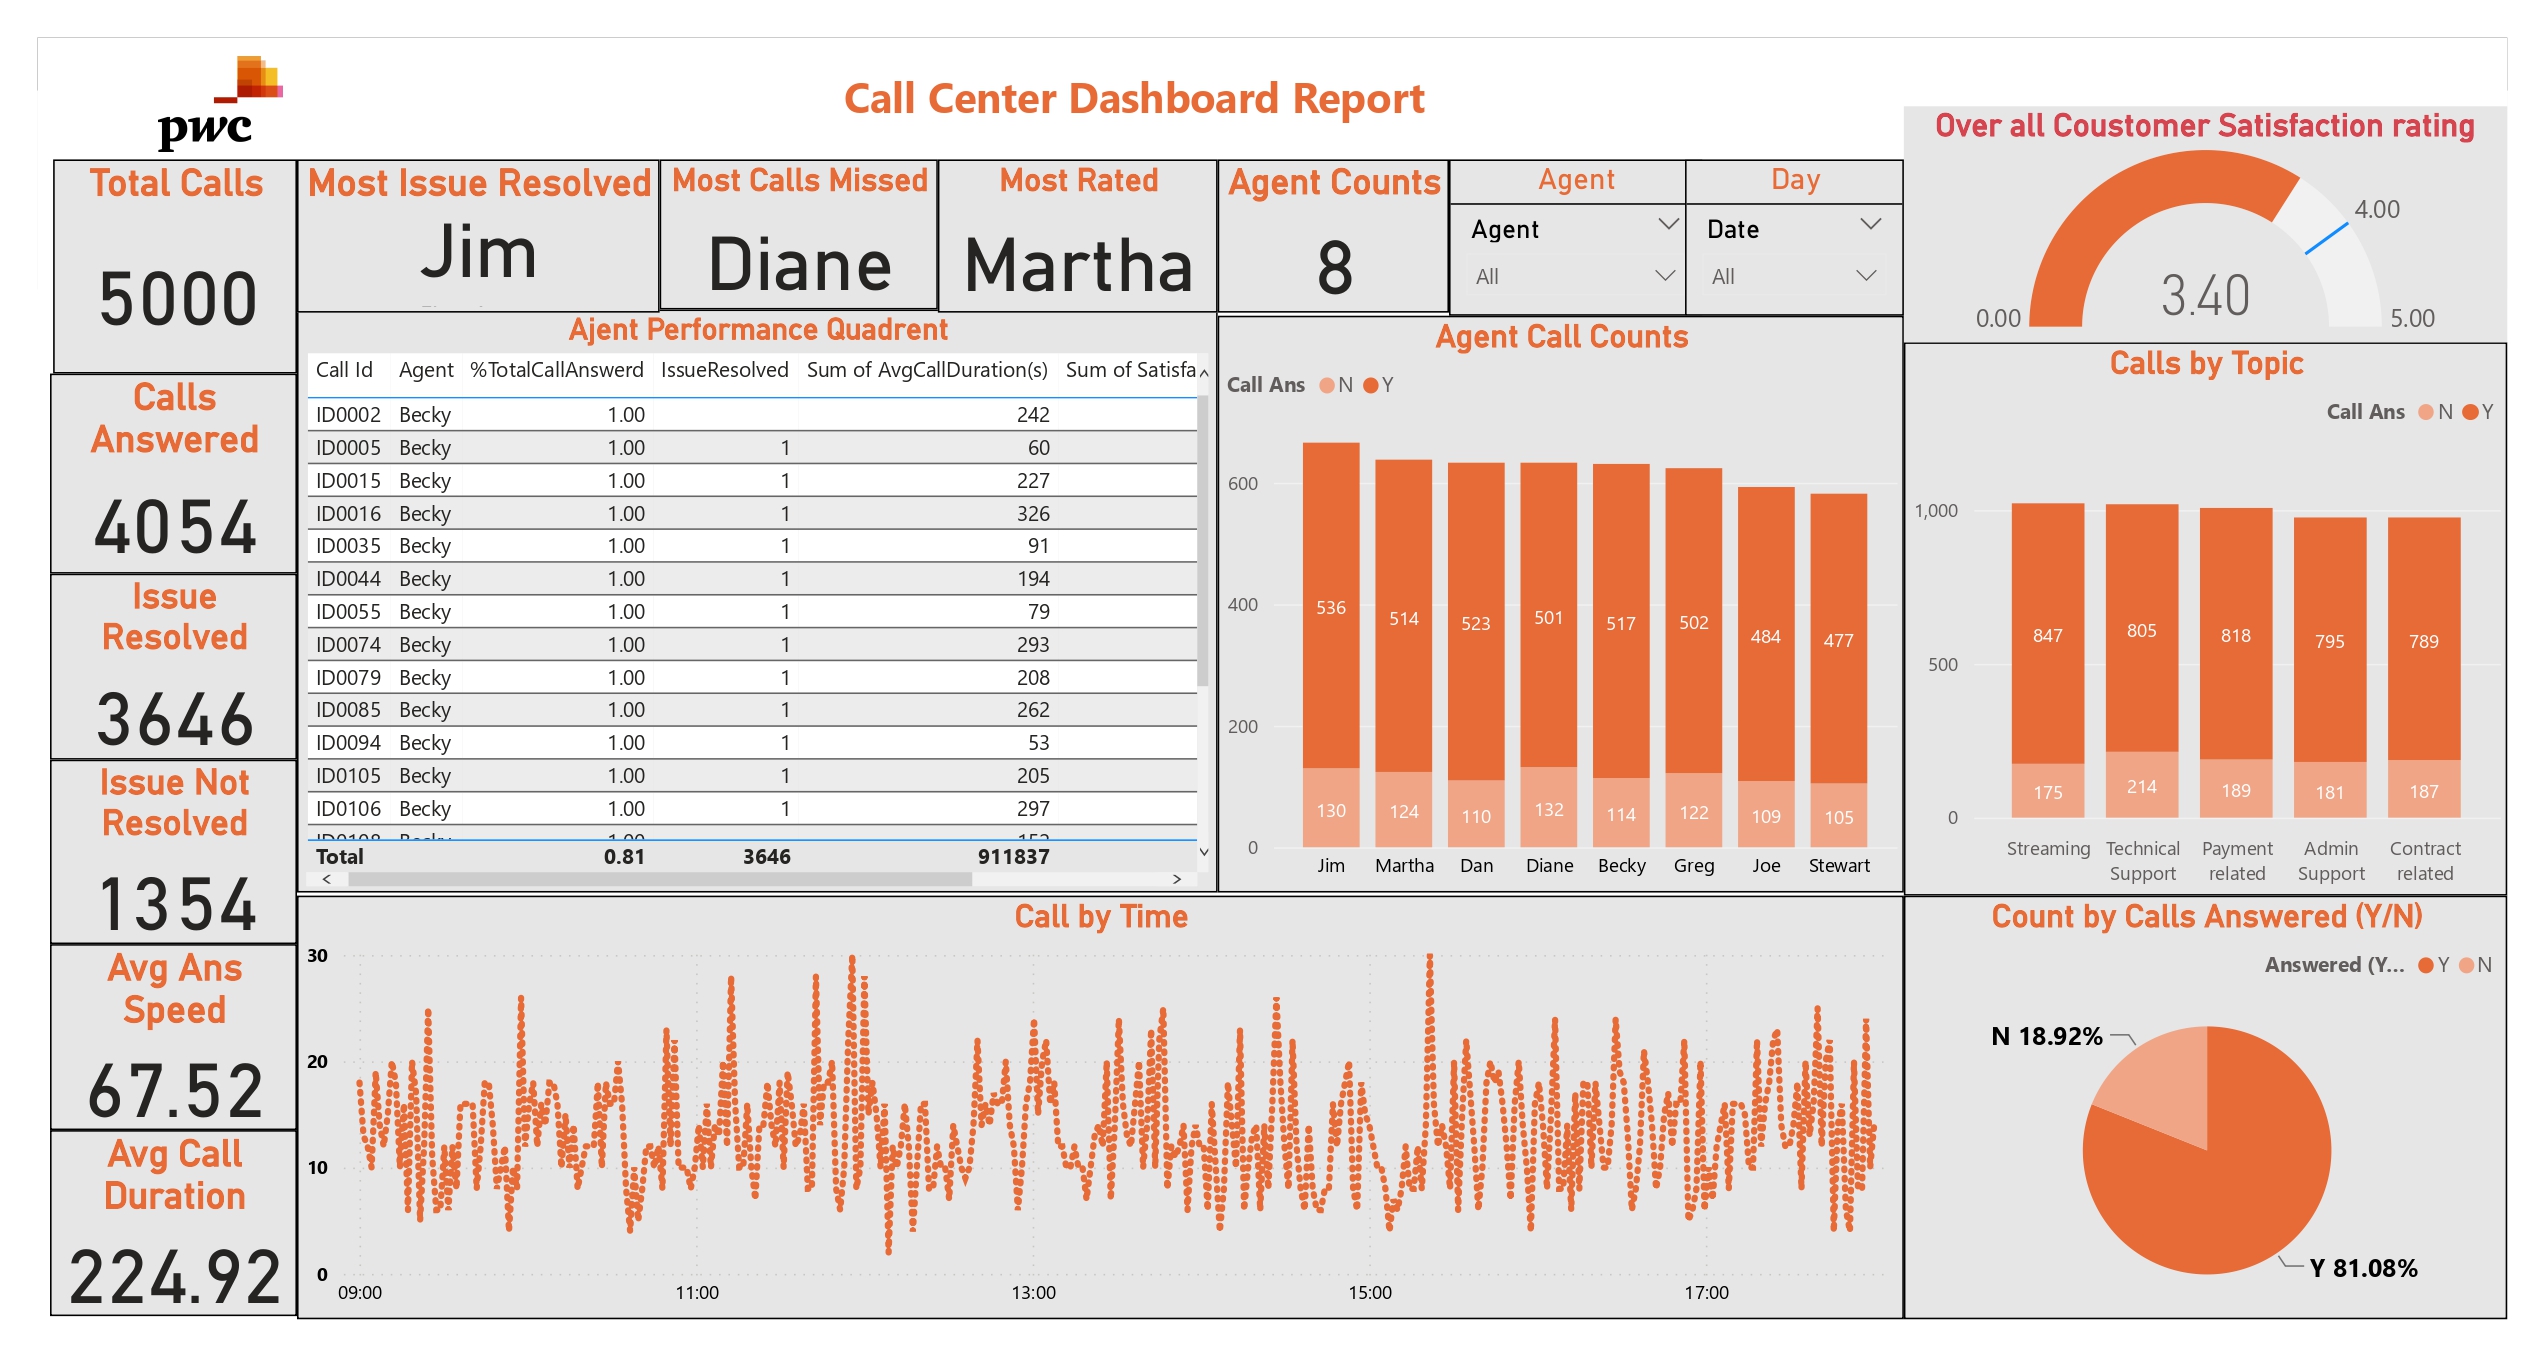 pwc
Call Center Dashboard Report
Over all Coustomer Satisfaction rating
4.00
3.40
0.00
5.00
Total Calls
5000
Most Issue Resolved
Jim
Most Calls Missed
Diane
Most Rated
Martha
Agent Counts
8
Agent
Agent
All
Day
Date
All
Calls
Answered
4054
Issue
Resolved
3646
Issue Not
Resolved
1354
Avg Ans
Speed
67.52
Avg Call
Duration
224.92
Ajent Performance Quadrent
Call Id Agent %TotalCallAnswerd IssueResolved Sum of AvgCallDuration(s) Sum of Satisfa
ID0002 Becky 1.00 242
ID0005 Becky 1.00 1 60
ID0015 Becky 1.00 1 227
ID0016 Becky 1.00 1 326
ID0035 Becky 1.00 1 91
ID0044 Becky 1.00 1 194
ID0055 Becky 1.00 1 79
ID0074 Becky 1.00 1 293
ID0079 Becky 1.00 1 208
ID0085 Becky 1.00 1 262
ID0094 Becky 1.00 1 53
ID0105 Becky 1.00 1 205
ID0106 Becky 1.00 1 297
Total 0.81 3646 911837
Agent Call Counts
Call Ans N Y
600
400
200
0
536 514 523 501 517 502 484 477
130 124 110 132 114 122 109 105
Jim Martha Dan Diane Becky Greg Joe Stewart
Calls by Topic
Call Ans N Y
1,000
500
0
847 805 818 795 789
175 214 189 181 187
Streaming Technical Payment Admin Contract
Support related Support related
Call by Time
30
20
10
0
09:00 11:00 13:00 15:00 17:00
Count by Calls Answered (Y/N)
Answered (Y... Y N
N 18.92%
Y 81.08%